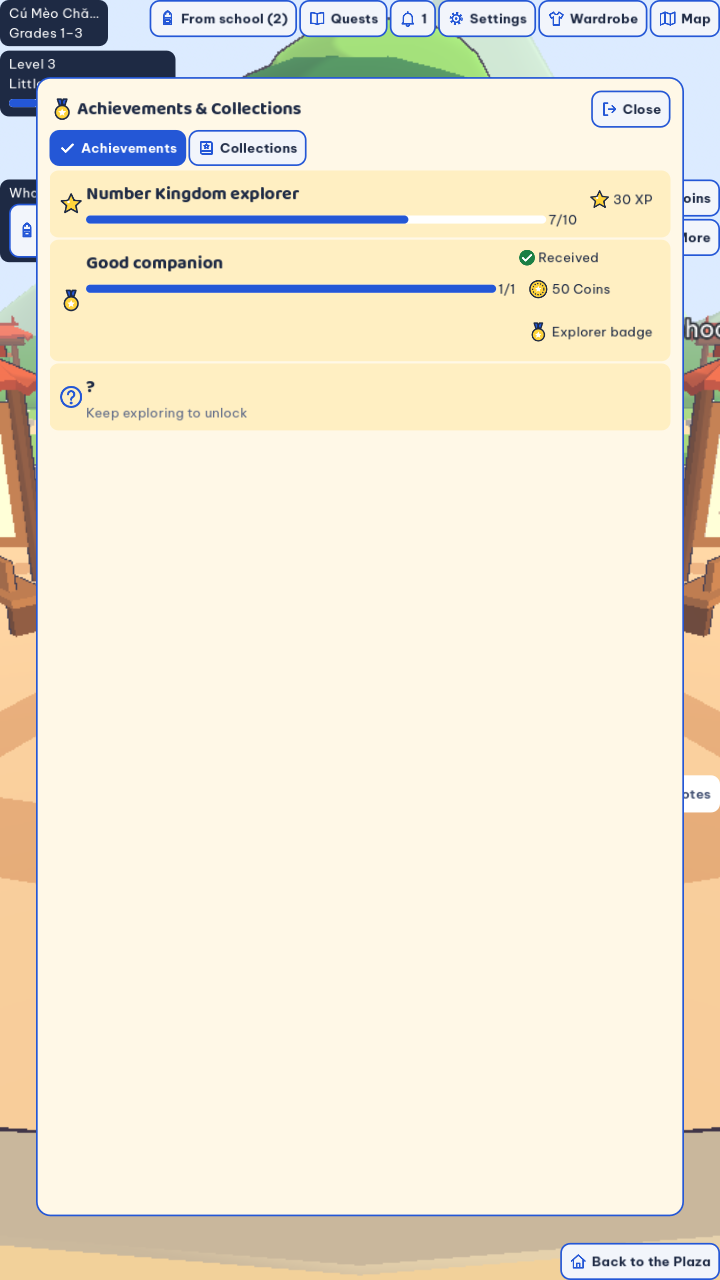 Cú Mèo Chă...
Grades 1–3
From school (2)
Quests
1
Settings
Wardrobe
Map
Level 3
Achievements & Collections
Close
Achievements
Collections
Number Kingdom explorer
30 XP
7/10
Good companion
Received
1/1
50 Coins
Explorer badge
?
Keep exploring to unlock
Back to the Plaza